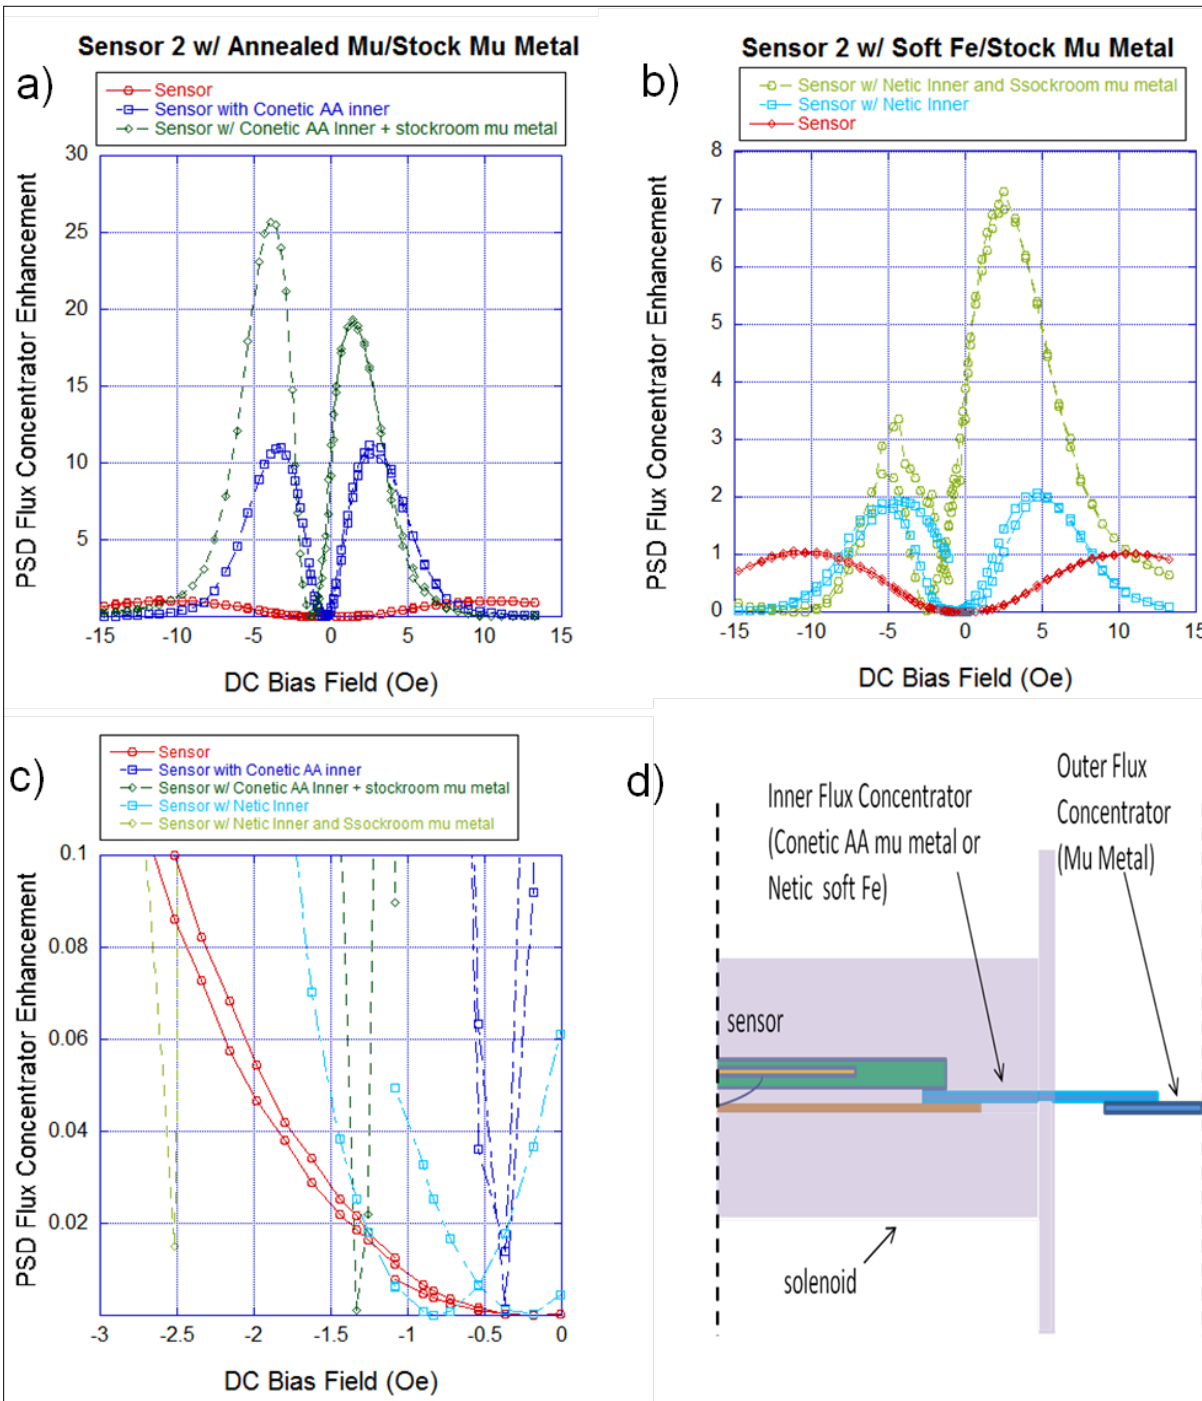 a)
Sensor 2 w/ Annealed Mu/Stock Mu Metal
Sensor
Sensor with Conetic AA inner
Sensor w/ Conetic AA Inner + stockroom mu metal
PSD Flux Concentrator Enhancement
30
25
20
15
10
5
-15
-10
-5
0
5
10
15
DC Bias Field (Oe)
b)
Sensor 2 w/ Soft Fe/Stock Mu Metal
Sensor w/ Netic Inner and Ssockroom mu metal
Sensor w/ Netic Inner
Sensor
PSD Flux Concentrator Enhancement
8
7
6
5
4
3
2
1
0
-15
-10
-5
0
5
10
15
DC Bias Field (Oe)
c)
Sensor
Sensor with Conetic AA inner
Sensor w/ Conetic AA Inner + stockroom mu metal
Sensor w/ Netic Inner
Sensor w/ Netic Inner and Ssockroom mu metal
PSD Flux Concentrator Enhancement
0.1
0.08
0.06
0.04
0.02
-3
-2.5
-2
-1.5
-1
-0.5
0
DC Bias Field (Oe)
d)
Inner Flux Concentrator
(Conetic AA mu metal or
Netic soft Fe)
Outer Flux
Concentrator
(Mu Metal)
sensor
solenoid